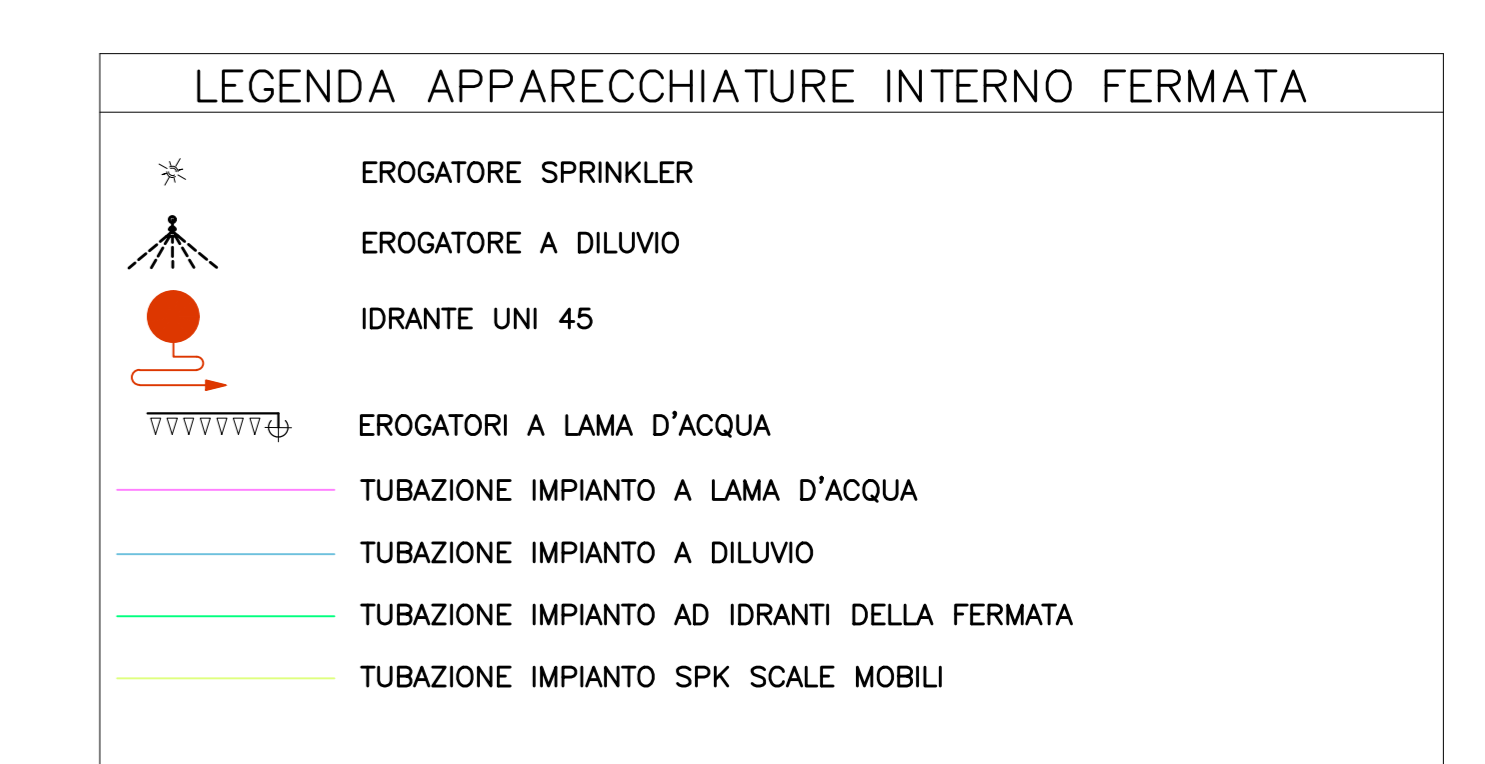 LEGENDA APPARECCHIATURE INTERNO FERMATA
EROGATORE SPRINKLER
EROGATORE A DILUVIO
IDRANTE UNI 45
EROGATORI A LAMA D'ACQUA
TUBAZIONE IMPIANTO A LAMA D'ACQUA
TUBAZIONE IMPIANTO A DILUVIO
TUBAZIONE IMPIANTO AD IDRANTI DELLA FERMATA
TUBAZIONE IMPIANTO SPK SCALE MOBILI